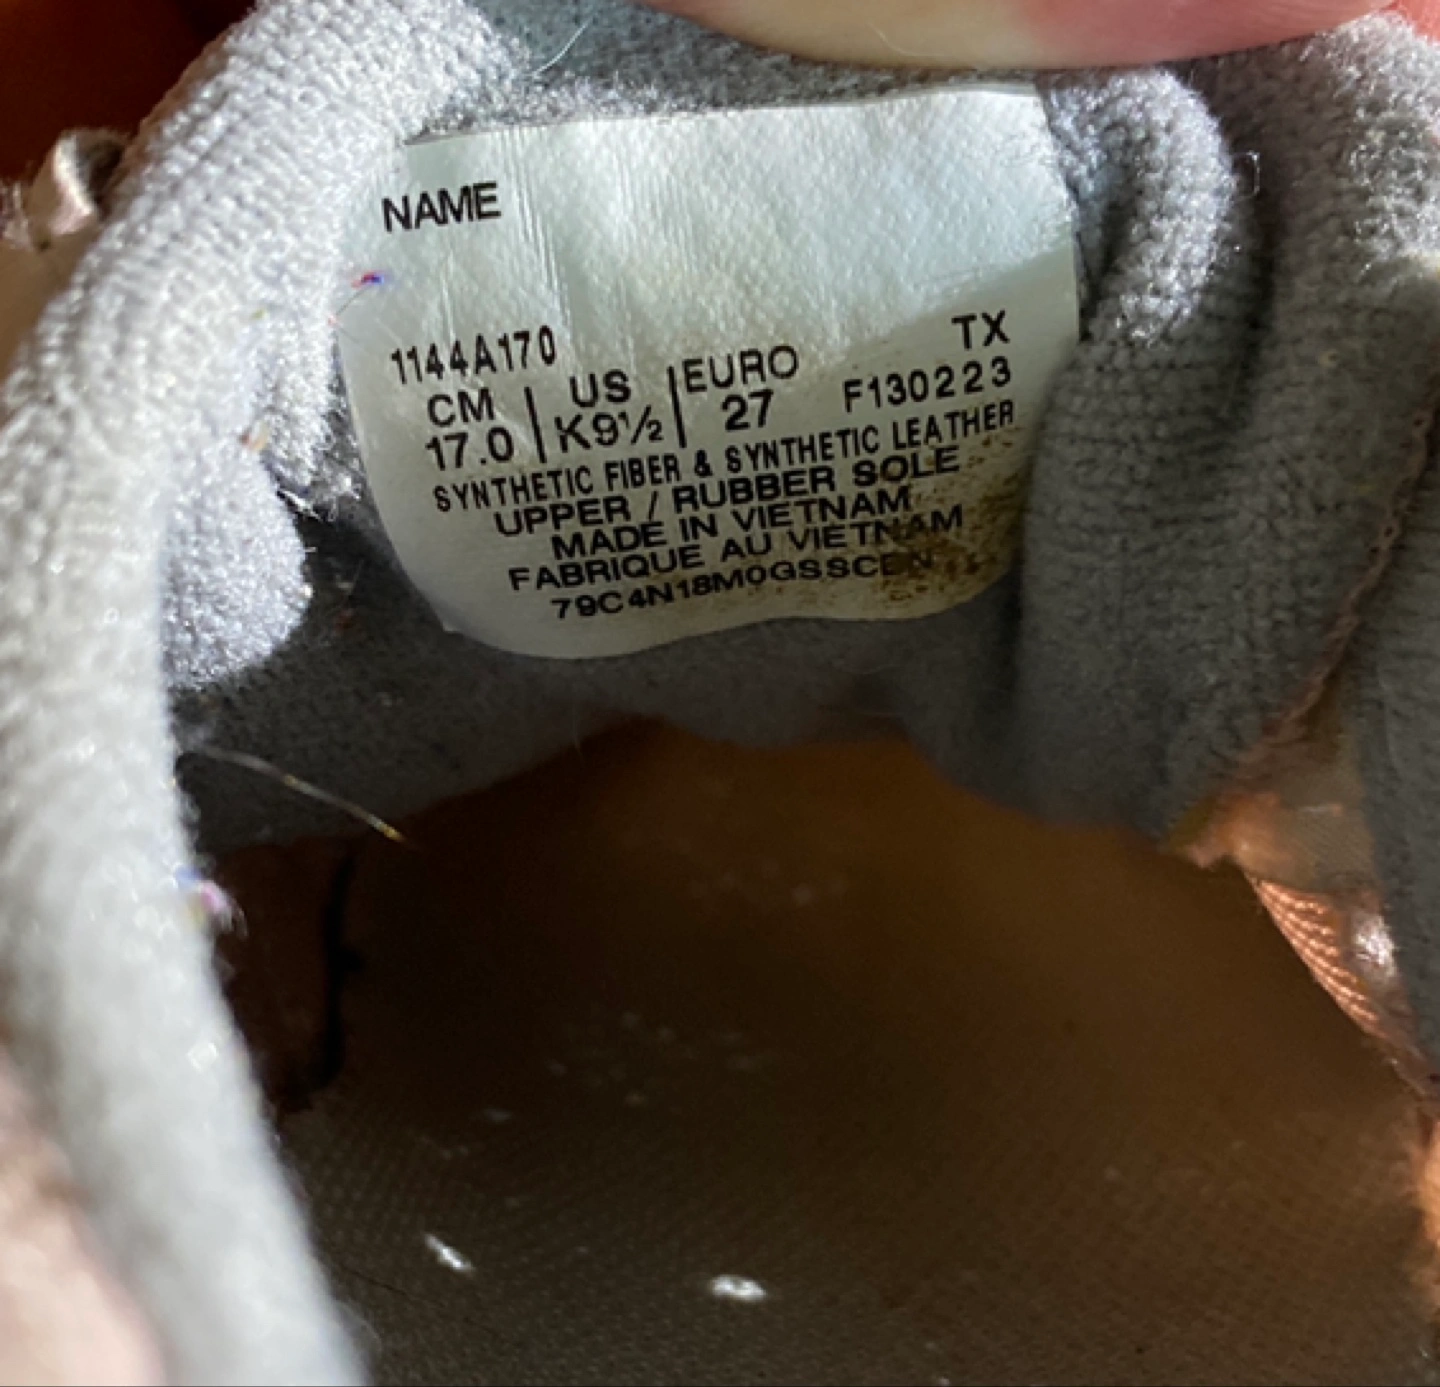 NAME
1144A170 TX
CM | US | EURO F130223
17.0 | K9½ | 27
SYNTHETIC FIBER & SYNTHETIC LEATHER
UPPER / RUBBER SOLE
MADE IN VIETNAM
FABRIQUE AU VIETNAM